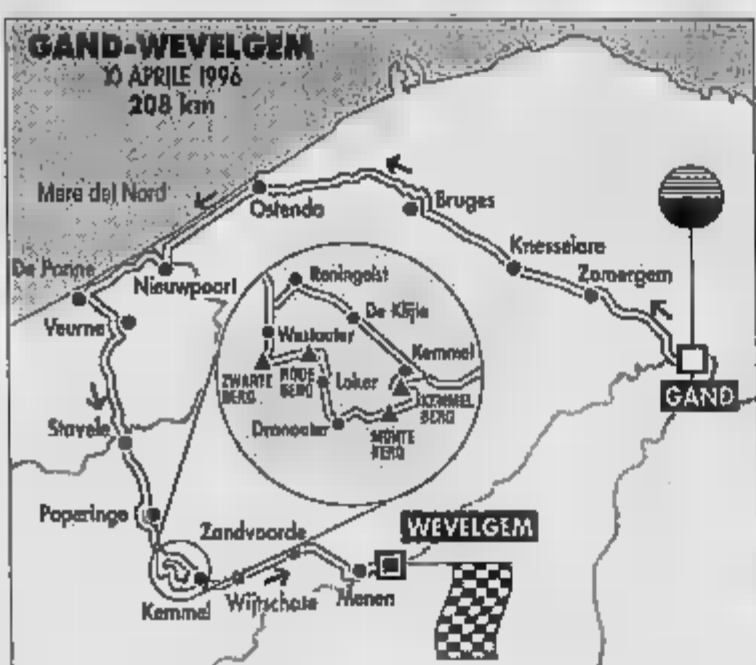 GAND-WEVELGEM
10 APRILE 1996
208 km
Mare del Nord
Ostenda
Bruges
Knesselare
Zomergem
GAND
De Panne
Nieuwpoort
Veurne
Stavele
Poperinge
Kemmel
Wijtschate
Zandvoorde
Menen
WEVELGEM
Reningelst
De Klijte
Westouter
Kemmel
ZWARTE
BERG
RODE
BERG
Loker
KEMMEL
BERG
Dranouter
MONTE
BERG